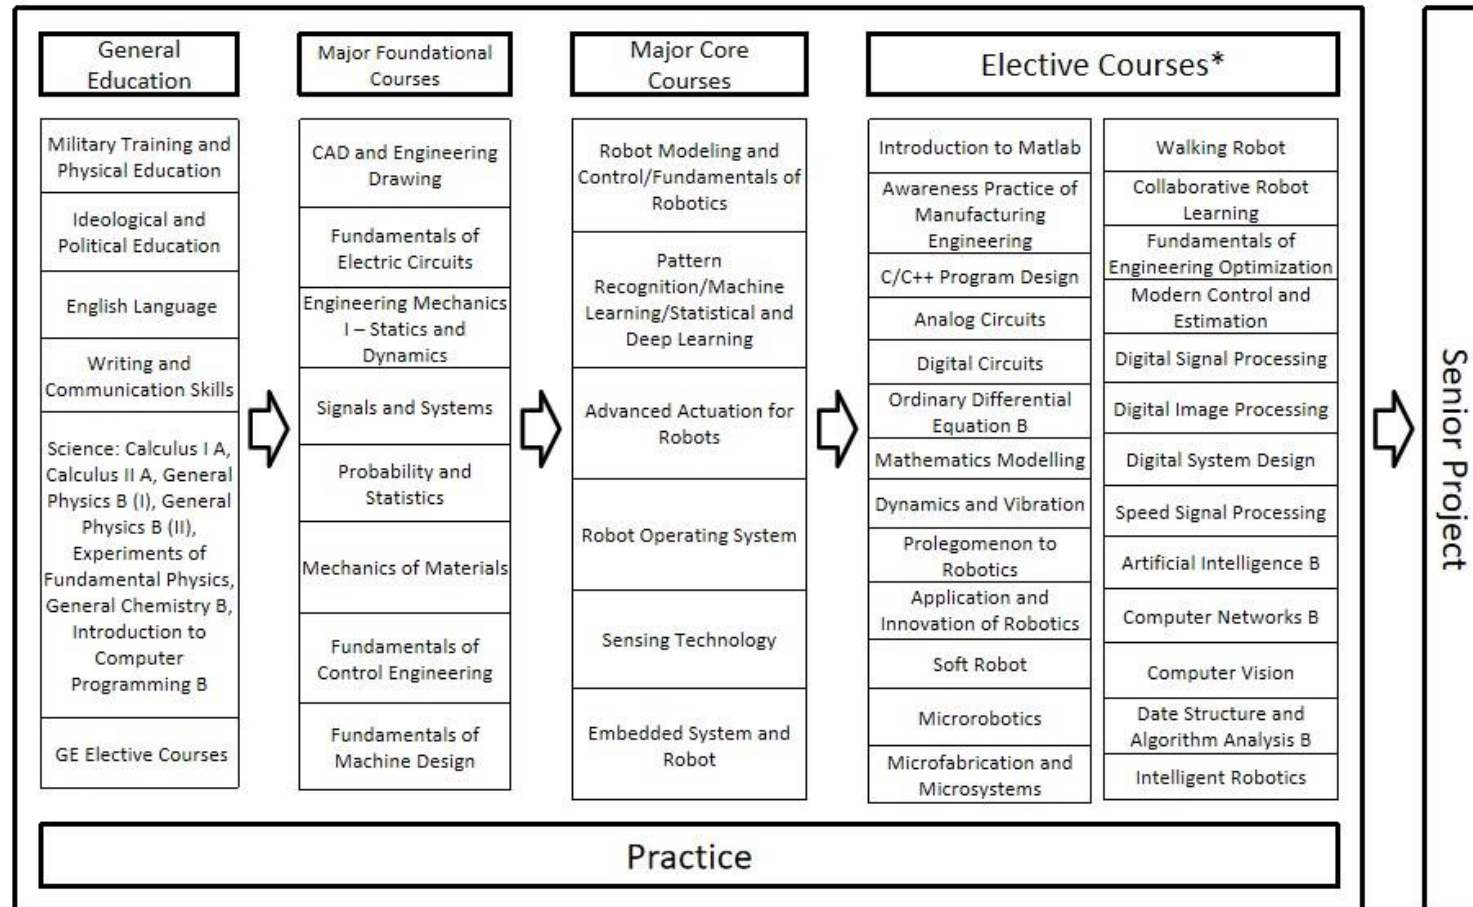 General
Education
Military Training and
Physical Education
Ideological and
Political Education
English Language
Writing and
Communication Skills
Science: Calculus I A,
Calculus II A, General
Physics B (I), General
Physics B (II),
Experiments of
Fundamental Physics,
General Chemistry B,
Introduction to
Computer
Programming B
GE Elective Courses
Major Foundational
Courses
CAD and Engineering
Drawing
Fundamentals of
Electric Circuits
Engineering Mechanics
I – Statics and
Dynamics
Signals and Systems
Probability and
Statistics
Mechanics of Materials
Fundamentals of
Control Engineering
Fundamentals of
Machine Design
Major Core
Courses
Robot Modeling and
Control/Fundamentals of
Robotics
Pattern
Recognition/Machine
Learning/Statistical and
Deep Learning
Advanced Actuation for
Robots
Robot Operating System
Sensing Technology
Embedded System and
Robot
Elective Courses*
Introduction to Matlab
Awareness Practice of
Manufacturing
Engineering
C/C++ Program Design
Analog Circuits
Digital Circuits
Ordinary Differential
Equation B
Mathematics Modelling
Dynamics and Vibration
Prolegomenon to
Robotics
Application and
Innovation of Robotics
Soft Robot
Microrobotics
Microfabrication and
Microsystems
Walking Robot
Collaborative Robot
Learning
Fundamentals of
Engineering Optimization
Modern Control and
Estimation
Digital Signal Processing
Digital Image Processing
Digital System Design
Speed Signal Processing
Artificial Intelligence B
Computer Networks B
Computer Vision
Date Structure and
Algorithm Analysis B
Intelligent Robotics
Practice
Senior Project